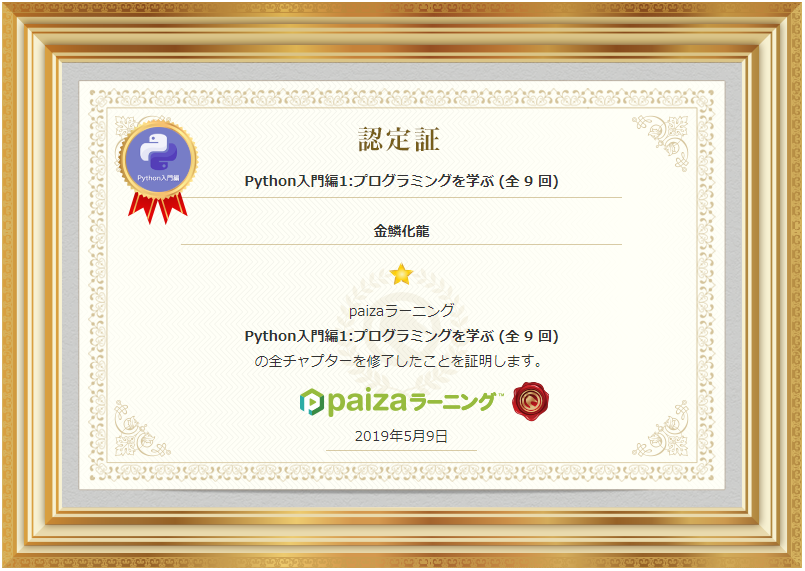 認定証
Python入門編
Python入門編1:プログラミングを学ぶ (全 9 回)
金鱗化龍
paizaラーニング
Python入門編1:プログラミングを学ぶ (全 9 回)
の全チャプターを修了したことを証明します。
paizaラーニング™
2019年5月9日